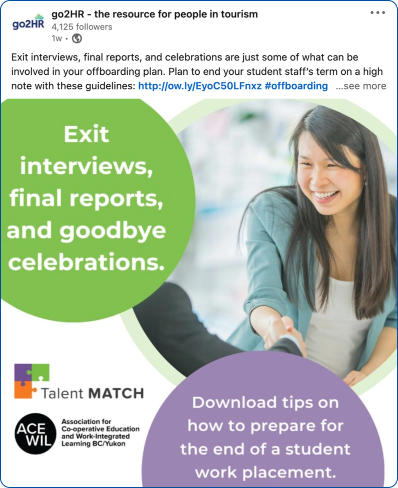 go2HR
go2HR - the resource for people in tourism
4,125 followers
1w •
Exit interviews, final reports, and celebrations are just some of what can be
involved in your offboarding plan. Plan to end your student staff's term on a high
note with these guidelines: http://ow.ly/EyoC50LFnxz #offboarding ...see more
Exit
interviews,
final reports,
and goodbye
celebrations.
Talent MATCH
ACE
WIL
Association for
Co-operative Education
and Work-Integrated
Learning BC/Yukon
Download tips on
how to prepare for
the end of a student
work placement.